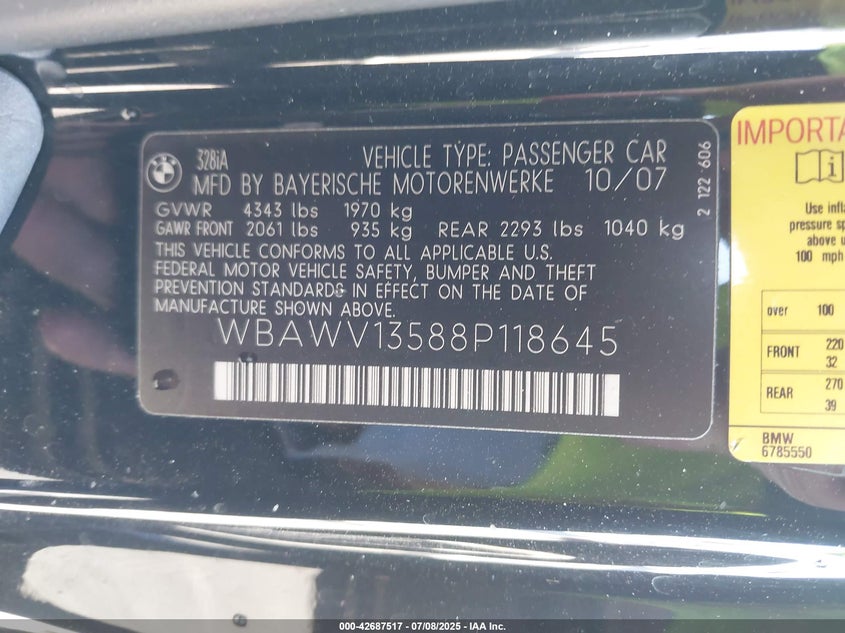 328iA
VEHICLE TYPE: PASSENGER CAR
MFD BY BAYERISCHE MOTORENWERKE 10/07
GVWR 4343 lbs 1970 kg
GAWR FRONT 2061 lbs 935 kg REAR 2293 lbs 1040 kg
THIS VEHICLE CONFORMS TO ALL APPLICABLE U.S.
FEDERAL MOTOR VEHICLE SAFETY, BUMPER AND THEFT
PREVENTION STANDARDS IN EFFECT ON THE DATE OF
MANUFACTURE SHOWN ABOVE.
WBAWV13588P118645
2 122 606
IMPORTA
i
Use infl
pressure sp
above u
100 mph
over 100
FRONT 220
32
REAR 270
39
BMW
6785550
000-42687517 - 07/08/2025 - IAA Inc.